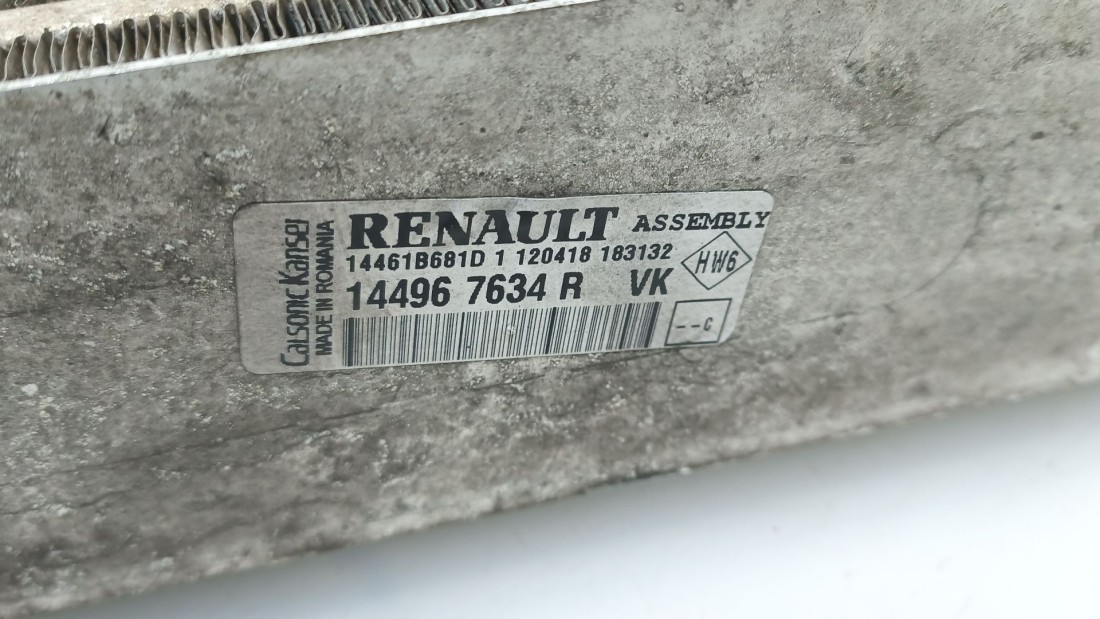 Calsonic Kansei
MADE IN ROMANIA
RENAULT ASSEMBLY
14461B681D 1 120418 183132
HW6
14496 7634 R VK
--C